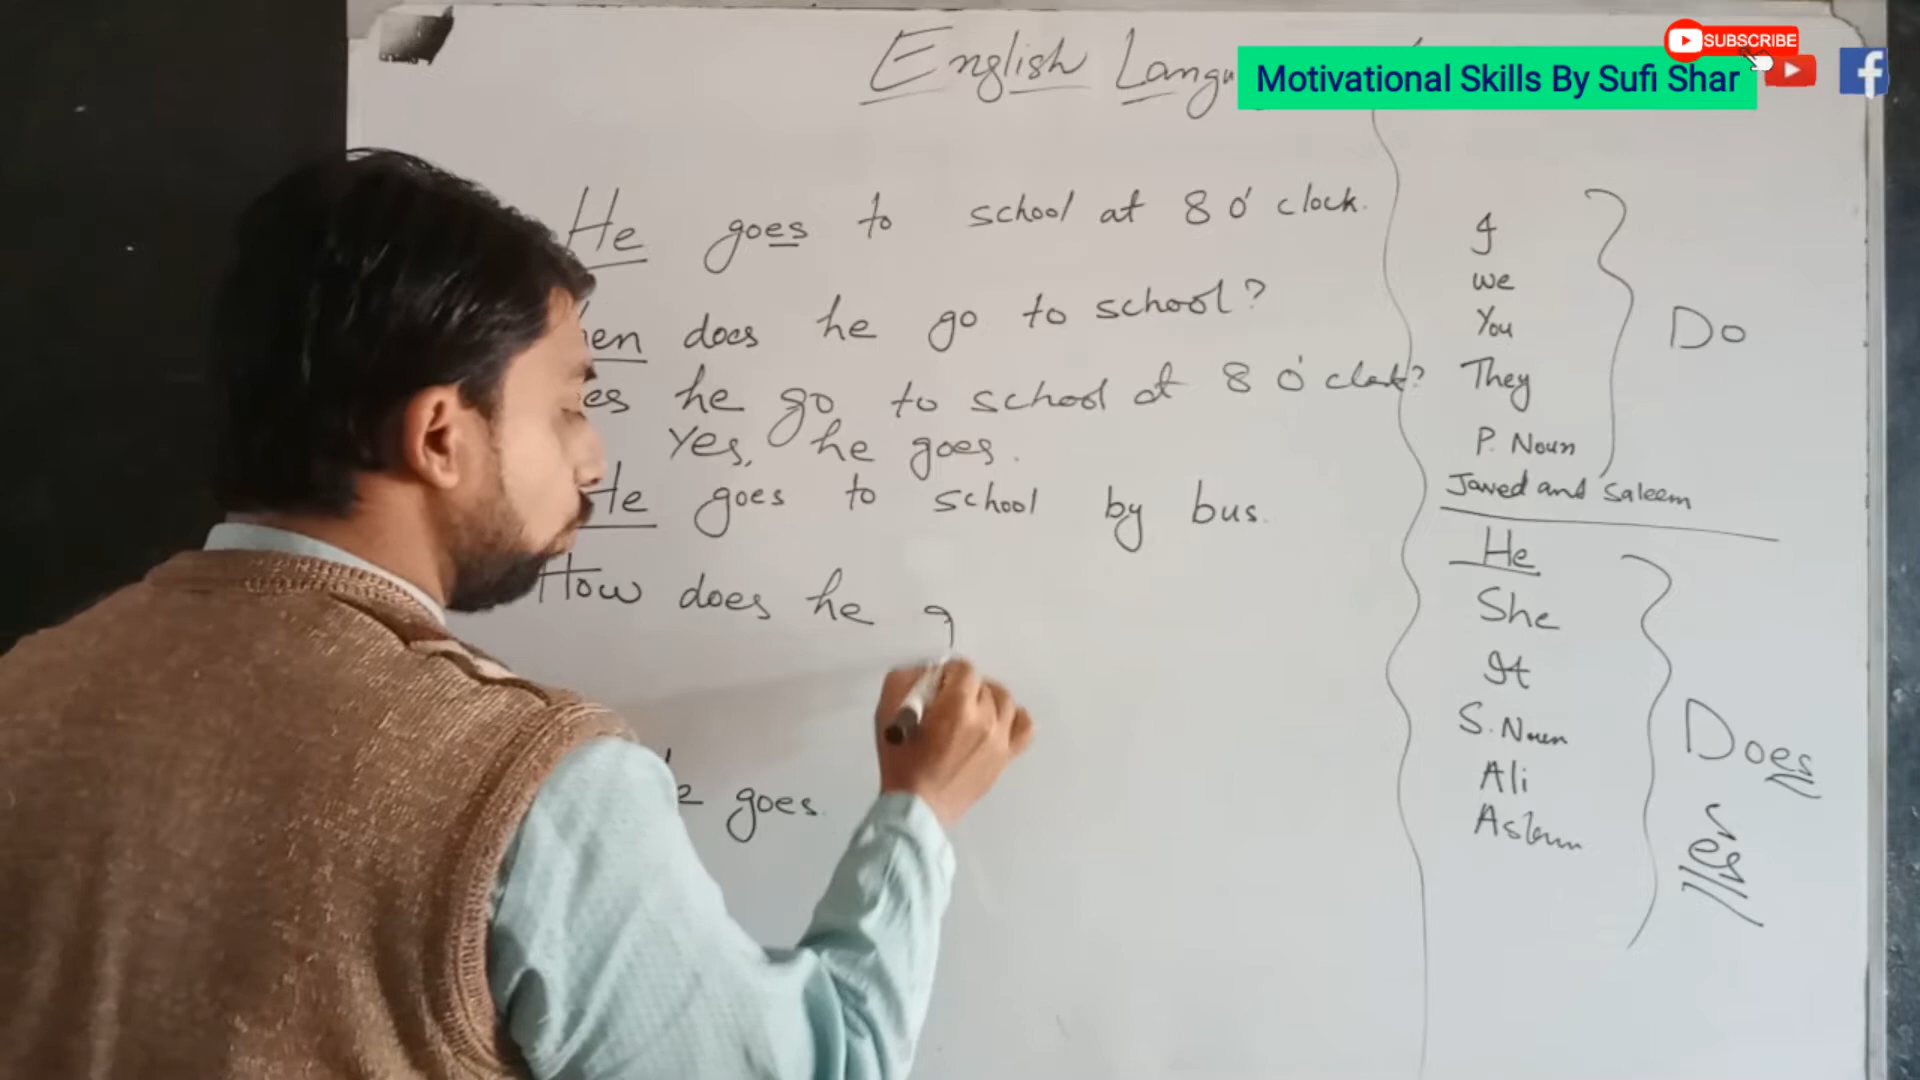 English
Motivational Skills By Sufi Shar
SUBSCRIBE
He goes to school at 8 o' clock.
does he go to school?
he go to school at 8 o' clock?
Yes, he goes.
He goes to school by bus.
How does he g
goes.
I
we
You
They
P. Noun
Javed and Saleem
Do
He
She
It
S. Noun
Ali
Aslam
Does
es